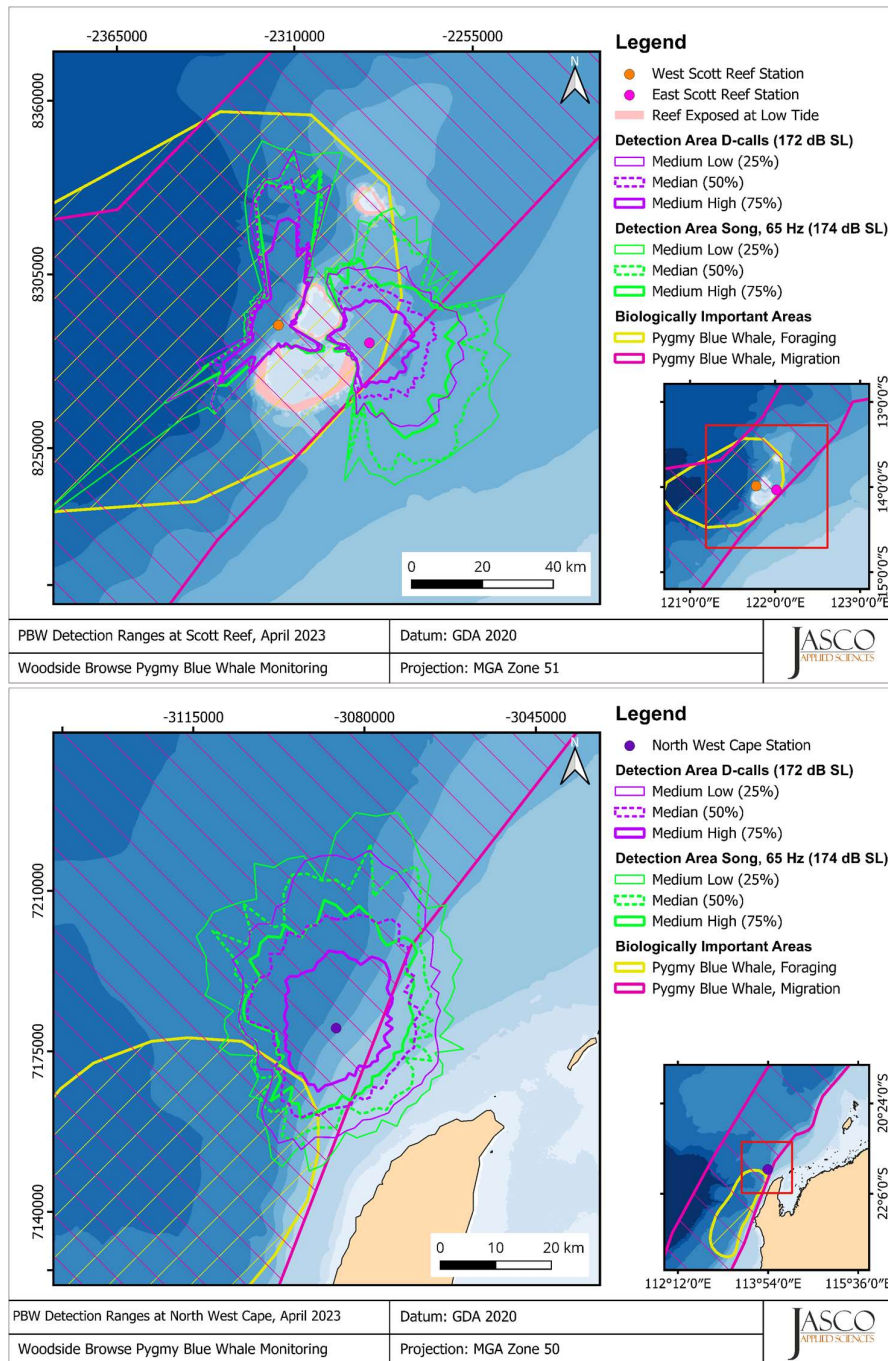 -2365000
-2310000
-2255000
8360000
8305000
8250000
N
0
20
40 km
Legend
West Scott Reef Station
East Scott Reef Station
Reef Exposed at Low Tide
Detection Area D-calls (172 dB SL)
Medium Low (25%)
Median (50%)
Medium High (75%)
Detection Area Song, 65 Hz (174 dB SL)
Medium Low (25%)
Median (50%)
Medium High (75%)
Biologically Important Areas
Pygmy Blue Whale, Foraging
Pygmy Blue Whale, Migration
13°0'0"S
14°0'0"S
15°0'0"S
121°0'0"E
122°0'0"E
123°0'0"E
PBW Detection Ranges at Scott Reef, April 2023
Datum: GDA 2020
Woodside Browse Pygmy Blue Whale Monitoring
Projection: MGA Zone 51
JASCO
APPLIED SCIENCES
-3115000
-3080000
-3045000
7210000
7175000
7140000
N
0
10
20 km
Legend
North West Cape Station
Detection Area D-calls (172 dB SL)
Medium Low (25%)
Median (50%)
Medium High (75%)
Detection Area Song, 65 Hz (174 dB SL)
Medium Low (25%)
Median (50%)
Medium High (75%)
Biologically Important Areas
Pygmy Blue Whale, Foraging
Pygmy Blue Whale, Migration
20°24'0"S
22°6'0"S
112°12'0"E
113°54'0"E
115°36'0"E
PBW Detection Ranges at North West Cape, April 2023
Datum: GDA 2020
Woodside Browse Pygmy Blue Whale Monitoring
Projection: MGA Zone 50
JASCO
APPLIED SCIENCES